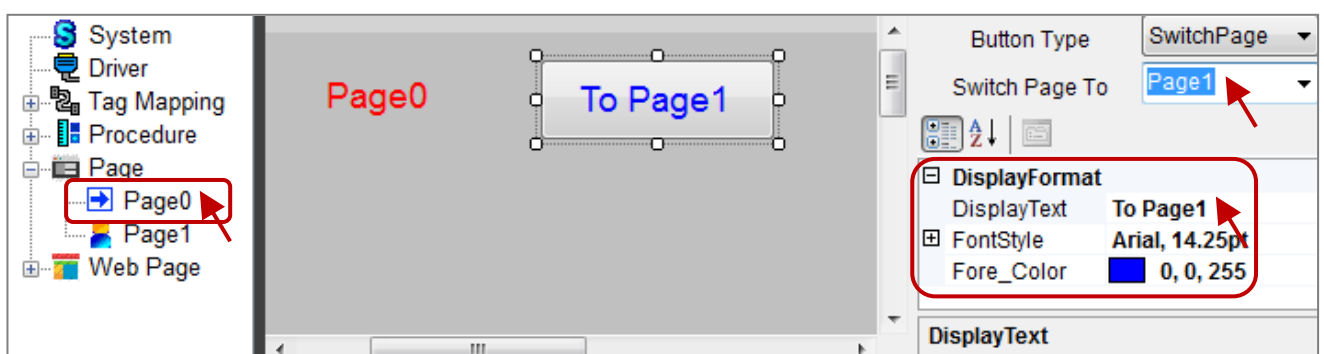 System
Driver
Tag Mapping
Procedure
Page
Page0
Page1
Web Page
Page0
To Page1
Button Type SwitchPage
Switch Page To Page1
DisplayFormat
DisplayText To Page1
FontStyle Arial, 14.25pt
Fore_Color 0, 0, 255
DisplayText